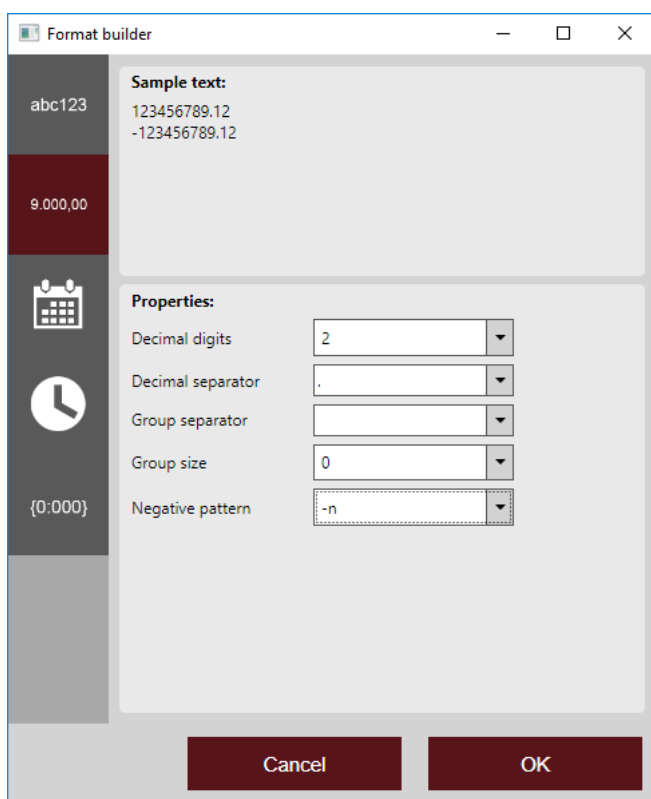 Format builder
abc123
9.000,00
{0:000}
Sample text:
123456789.12
-123456789.12
Properties:
Decimal digits 2
Decimal separator .
Group separator
Group size 0
Negative pattern -n
Cancel OK